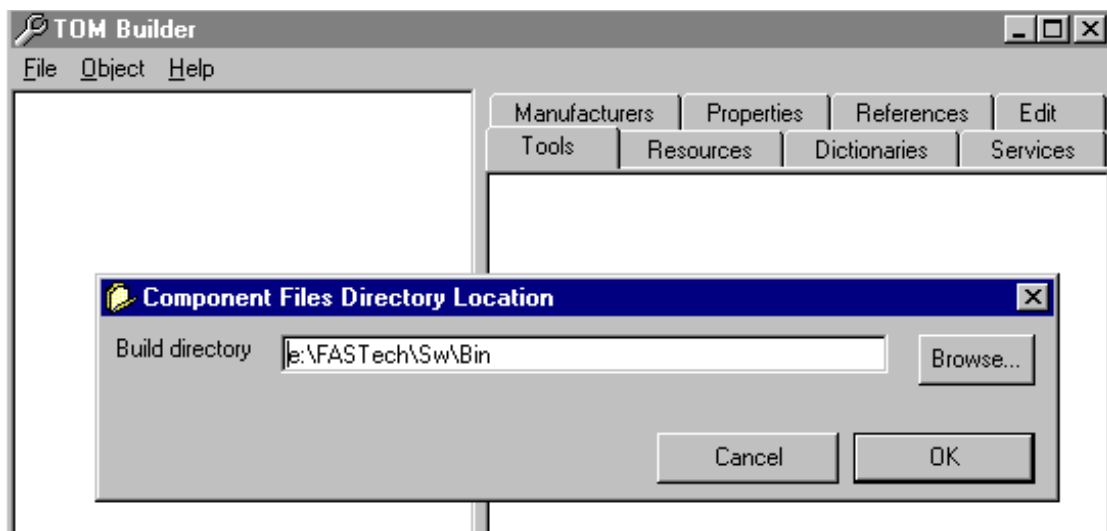 TOM Builder
File Object Help
Manufacturers Properties References Edit
Tools Resources Dictionaries Services
Component Files Directory Location
Build directory e:\FASTech\Sw\Bin Browse...
Cancel OK